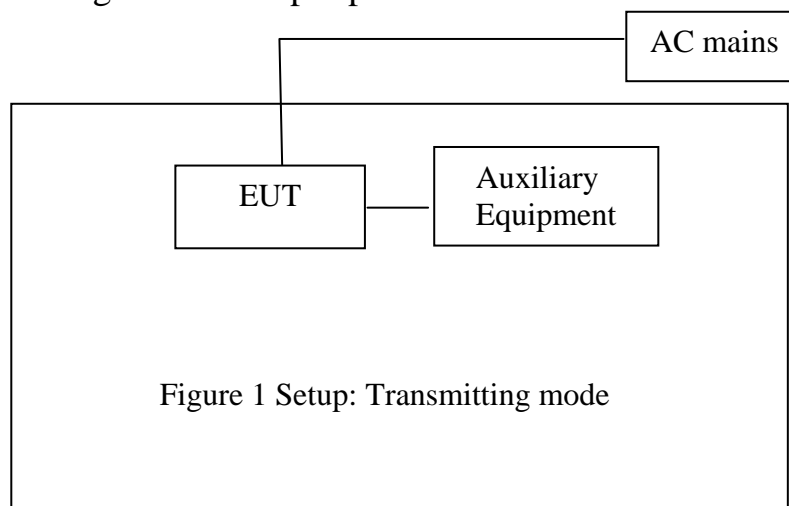 AC mains
EUT
Auxiliary
Equipment
Figure 1 Setup: Transmitting mode